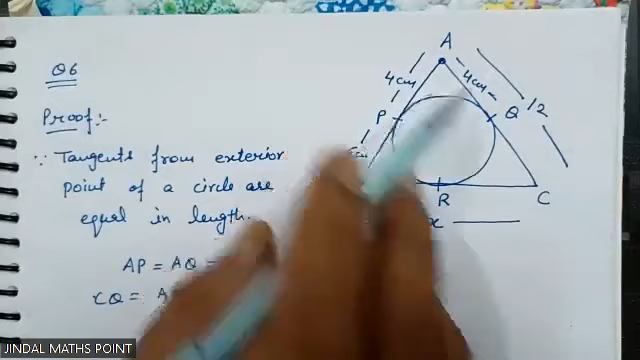 Q6
Proof:-
∵ Tangents from exterior
point of a circle are
equal in length.
AP = AQ =
CQ = A
A
4cm
4cm
12
P
Q
R
C
x
JINDAL MATHS POINT